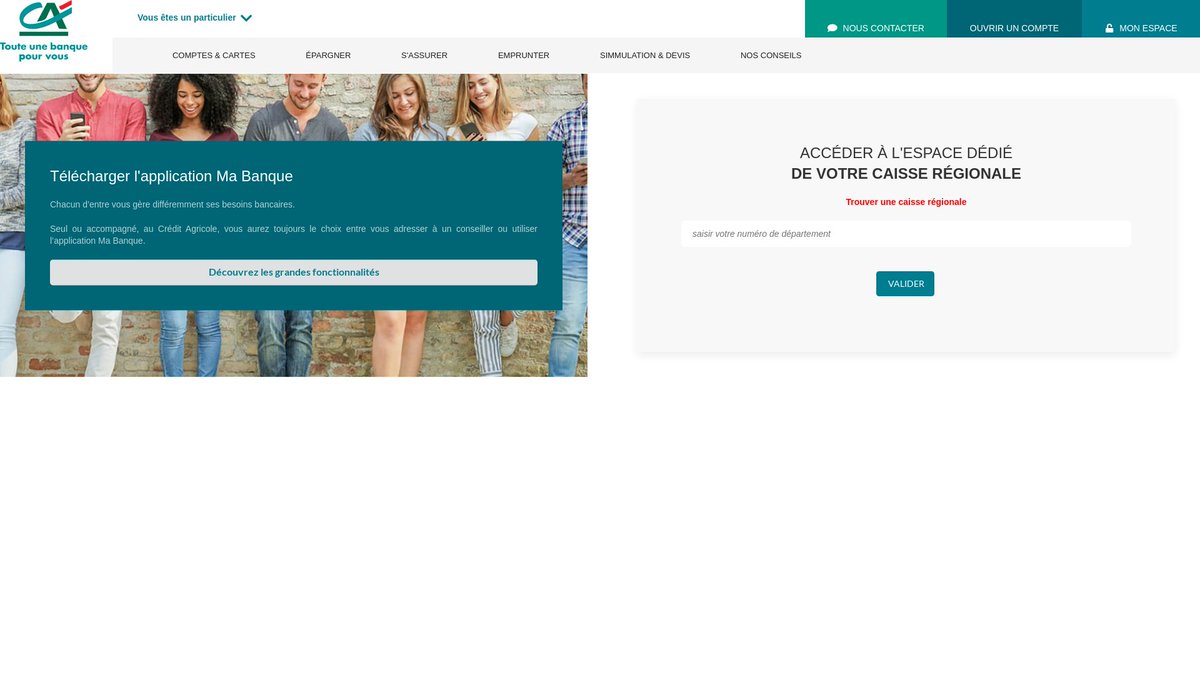 Toute une banque
pour vous
Vous êtes un particulier
NOUS CONTACTER
OUVRIR UN COMPTE
MON ESPACE
COMPTES & CARTES
ÉPARGNER
S'ASSURER
EMPRUNTER
SIMMULATION & DEVIS
NOS CONSEILS
Télécharger l'application Ma Banque
Chacun d'entre vous gère différemment ses besoins bancaires.
Seul ou accompagné, au Crédit Agricole, vous aurez toujours le choix entre vous adresser à un conseiller ou utiliser
l'application Ma Banque.
Découvrez les grandes fonctionnalités
ACCÉDER À L'ESPACE DÉDIÉ
DE VOTRE CAISSE RÉGIONALE
Trouver une caisse régionale
saisir votre numéro de département
VALIDER